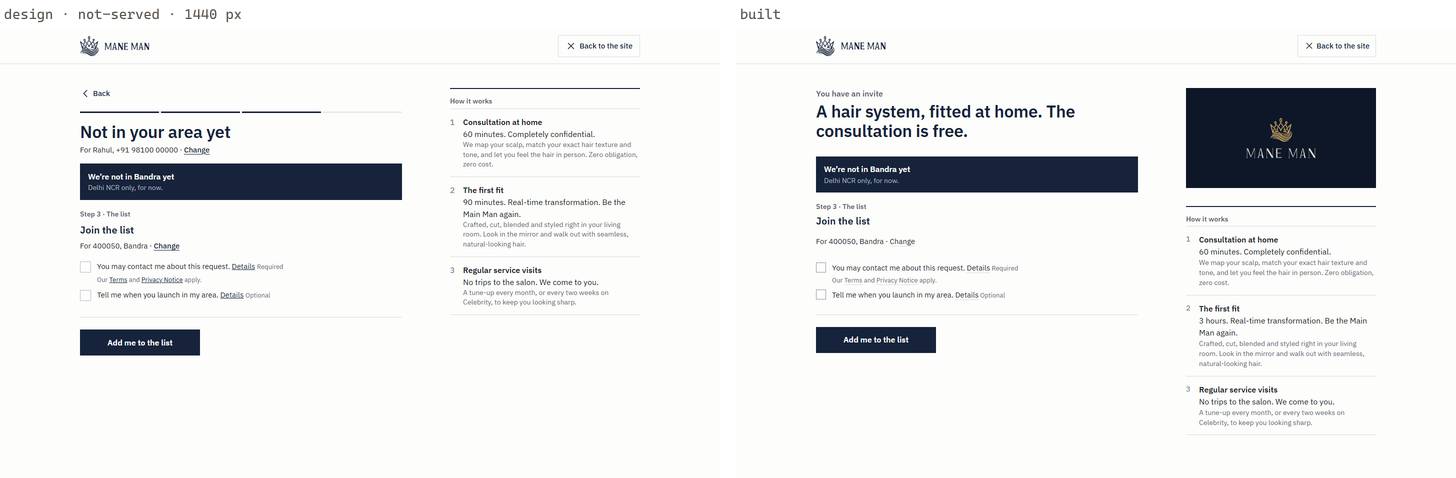 design · not-served · 1440 px
MANE MAN
Back to the site
Back
Not in your area yet
For Rahul, +91 98100 00000 · Change
We're not in Bandra yet
Delhi NCR only, for now.
Step 3 · The list
Join the list
For 400050, Bandra · Change
You may contact me about this request. Details Required
Our Terms and Privacy Notice apply.
Tell me when you launch in my area. Details Optional
Add me to the list
How it works
1 Consultation at home
60 minutes. Completely confidential.
We map your scalp, match your exact hair texture and
tone, and let you feel the hair in person. Zero obligation,
zero cost.
2 The first fit
90 minutes. Real-time transformation. Be the
Main Man again.
Crafted, cut, blended and styled right in your living
room. Look in the mirror and walk out with seamless,
natural-looking hair.
3 Regular service visits
No trips to the salon. We come to you.
A tune-up every month, or every two weeks on
Celebrity, to keep you looking sharp.
built
MANE MAN
Back to the site
You have an invite
A hair system, fitted at home. The
consultation is free.
We're not in Bandra yet
Delhi NCR only, for now.
Step 3 · The list
Join the list
For 400050, Bandra · Change
You may contact me about this request. Details Required
Our Terms and Privacy Notice apply.
Tell me when you launch in my area. Details Optional
Add me to the list
MANE MAN
How it works
1 Consultation at home
60 minutes. Completely confidential.
We map your scalp, match your exact hair texture and
tone, and let you feel the hair in person. Zero obligation,
zero cost.
2 The first fit
3 hours. Real-time transformation. Be the Main
Man again.
Crafted, cut, blended and styled right in your living
room. Look in the mirror and walk out with seamless,
natural-looking hair.
3 Regular service visits
No trips to the salon. We come to you.
A tune-up every month, or every two weeks on
Celebrity, to keep you looking sharp.